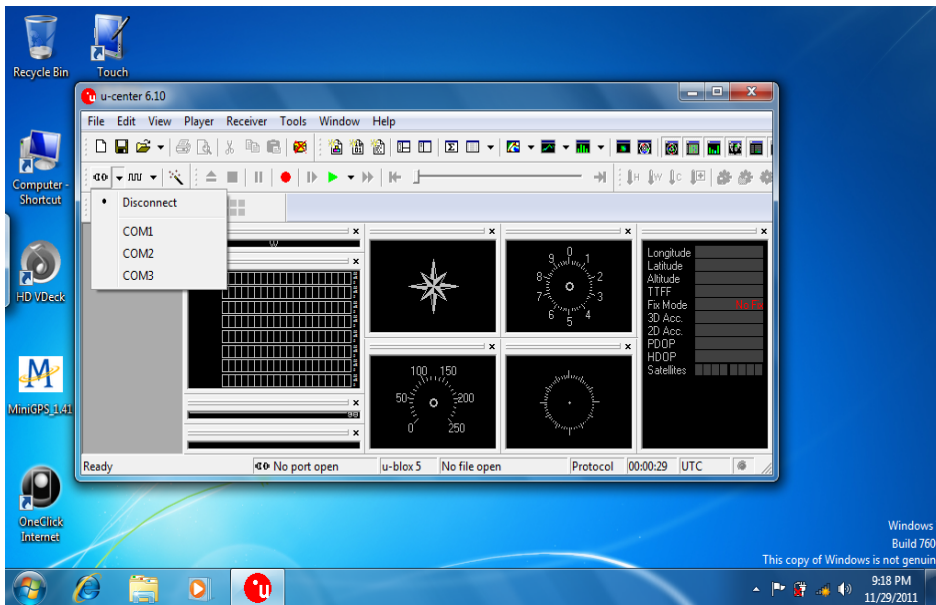 Recycle Bin
Touch
Computer - Shortcut
HD VDeck
MiniGPS_1.41
OneClick Internet
u-center 6.10
File Edit View Player Receiver Tools Window Help
Disconnect
COM1
COM2
COM3
W
0
1
2
3
4
5
6
7
8
9
100 150
50 200
0 250
Longitude
Latitude
Altitude
TTFF
Fix Mode No Fix
3D Acc.
2D Acc.
PDOP
HDOP
Satellites
Ready No port open u-blox 5 No file open Protocol 00:00:29 UTC
Windows
Build 760
This copy of Windows is not genuin
9:18 PM
11/29/2011